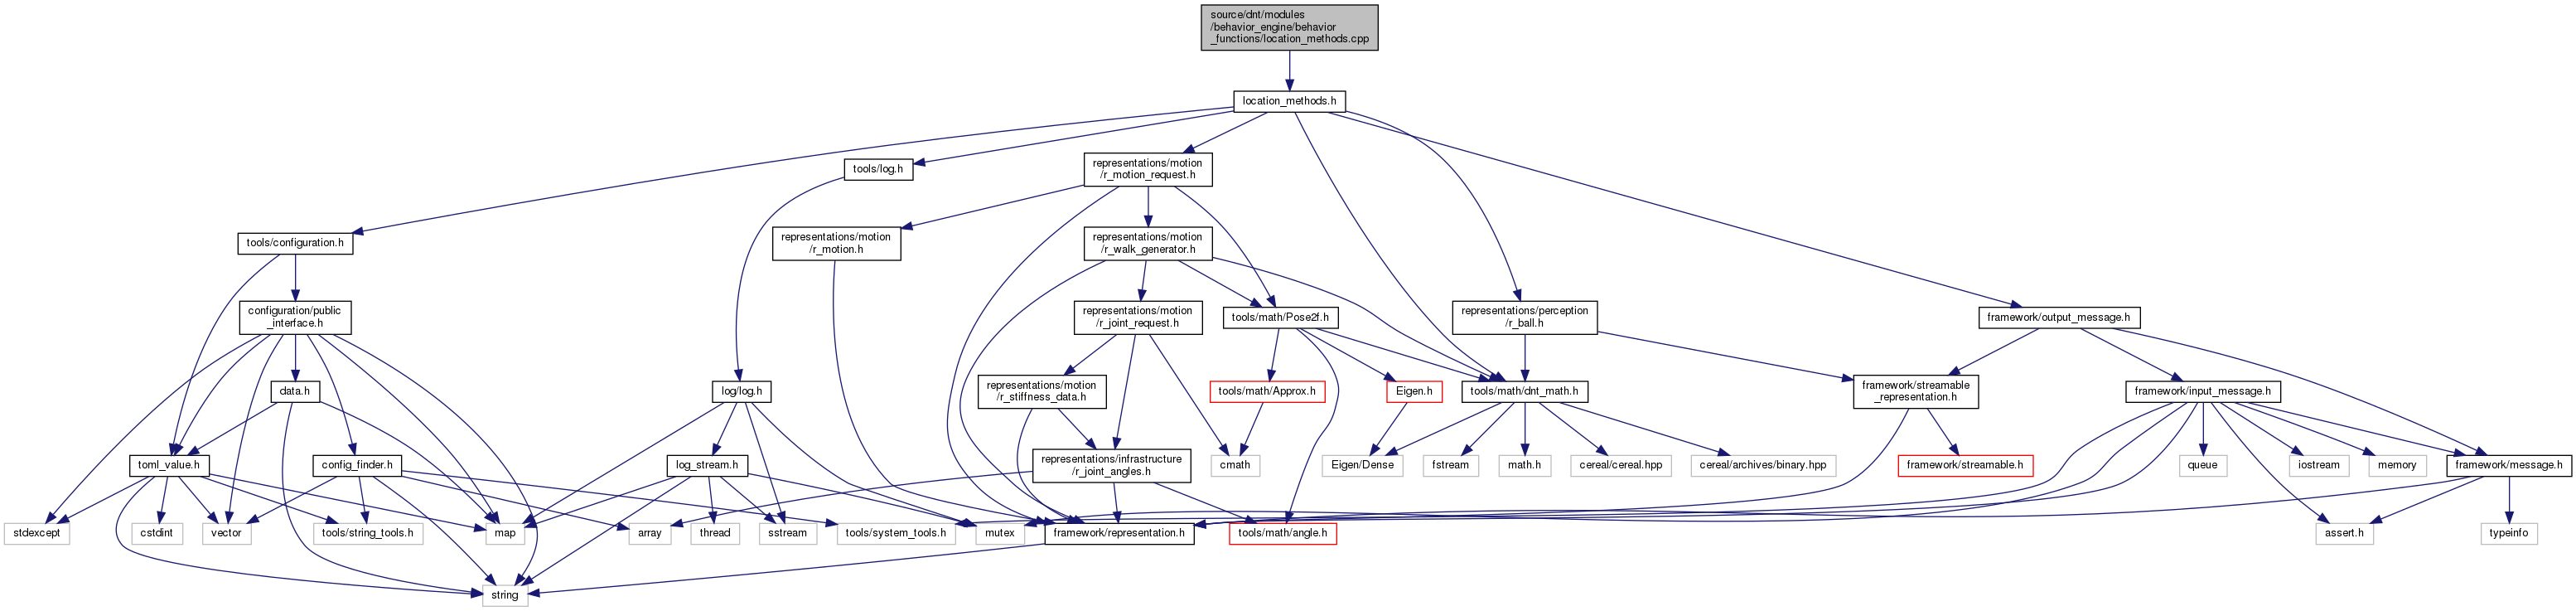 source/dnt/modules
/behavior_engine/behavior
_functions/location_methods.cpp
location_methods.h
tools/log.h
representations/motion
/r_motion_request.h
tools/configuration.h
representations/motion
/r_motion.h
representations/motion
/r_walk_generator.h
configuration/public
_interface.h
representations/motion
/r_joint_request.h
tools/math/Pose2f.h
representations/perception
/r_ball.h
framework/output_message.h
data.h
log/log.h
representations/motion
/r_stiffness_data.h
tools/math/Approx.h
Eigen.h
tools/math/dnt_math.h
framework/streamable
_representation.h
framework/input_message.h
toml_value.h
config_finder.h
log_stream.h
representations/infrastructure
/r_joint_angles.h
cmath
Eigen/Dense
fstream
math.h
cereal/cereal.hpp
cereal/archives/binary.hpp
framework/streamable.h
queue
iostream
memory
framework/message.h
stdexcept
cstdint
vector
tools/string_tools.h
map
array
thread
sstream
tools/system_tools.h
mutex
framework/representation.h
tools/math/angle.h
assert.h
typeinfo
string